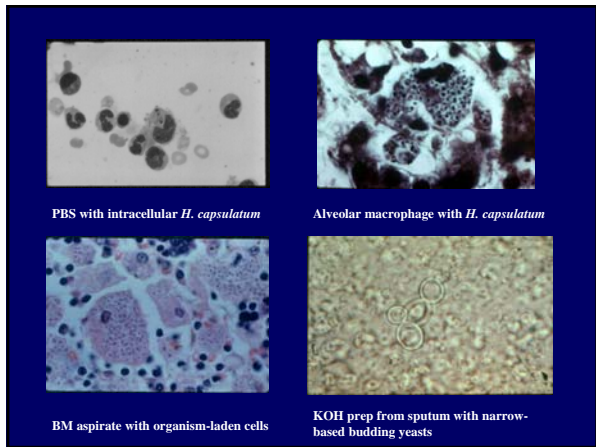 PBS with intracellular H. capsulatum
Alveolar macrophage with H. capsulatum
BM aspirate with organism-laden cells
KOH prep from sputum with narrow-
based budding yeasts